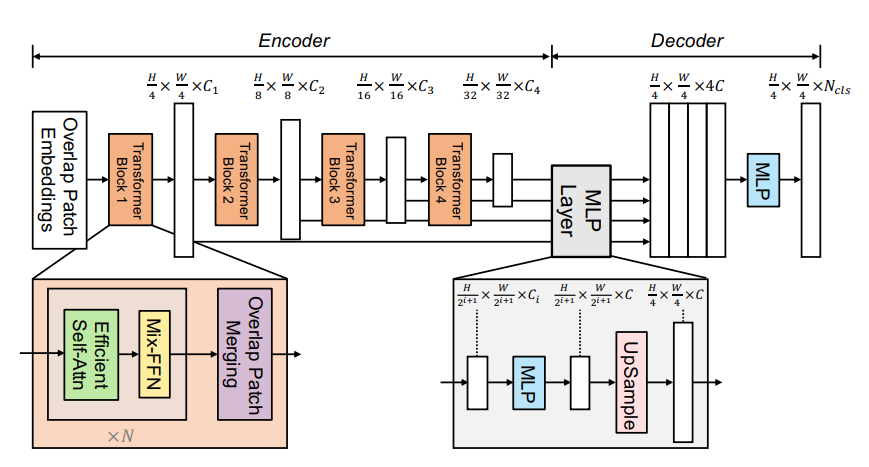 Encoder
Decoder
H/4 × W/4 × C₁
H/8 × W/8 × C₂
H/16 × W/16 × C₃
H/32 × W/32 × C₄
H/4 × W/4 × 4C
H/4 × W/4 × N_cls
Overlap Patch
Embeddings
Transformer
Block 1
Transformer
Block 2
Transformer
Block 3
Transformer
Block 4
MLP
Layer
MLP
Efficient
Self-Attn
Mix-FFN
Overlap Patch
Merging
×N
H/2^(i+1) × W/2^(i+1) × C_i
H/2^(i+1) × W/2^(i+1) × C
H/4 × W/4 × C
MLP
UpSample